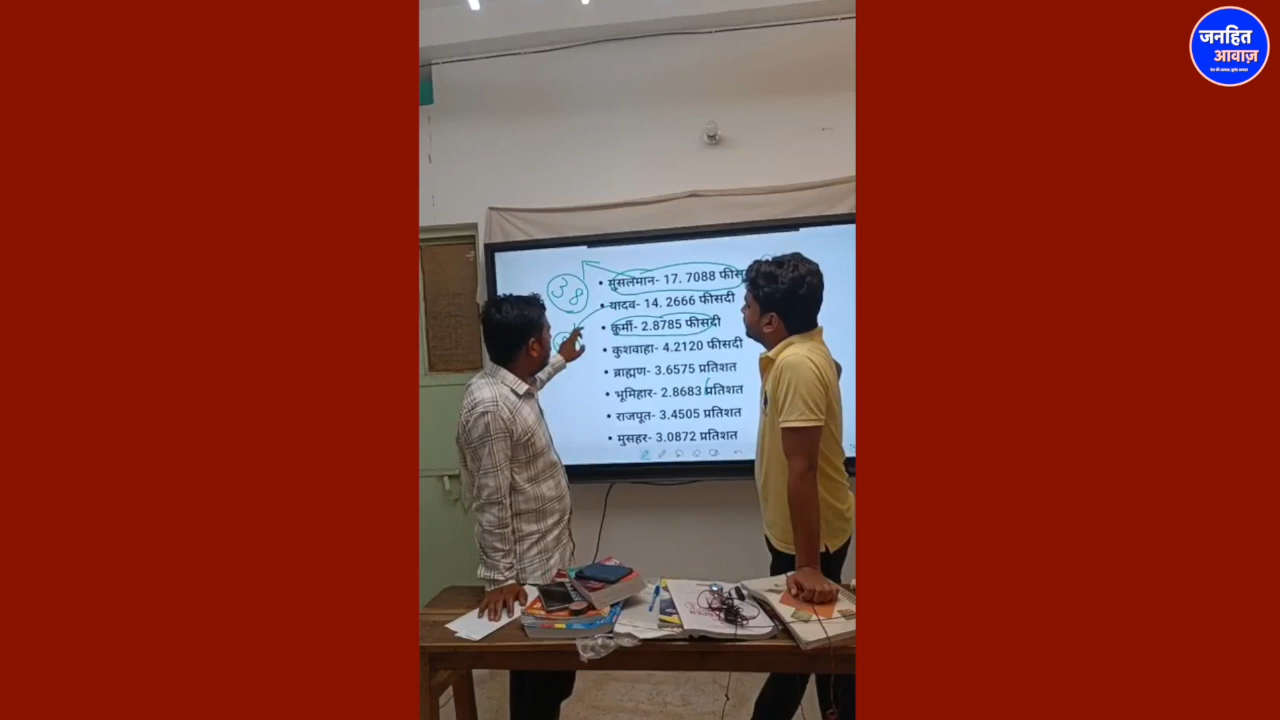 जनहित
आवाज़
38
• मुसलमान- 17. 7088 फीस
• यादव- 14. 2666 फीसदी
• कुर्मी- 2.8785 फीसदी
• कुशवाहा- 4.2120 फीसदी
• ब्राह्मण- 3.6575 प्रतिशत
• भूमिहार- 2.8683 प्रतिशत
• राजपूत- 3.4505 प्रतिशत
• मुसहर- 3.0872 प्रतिशत